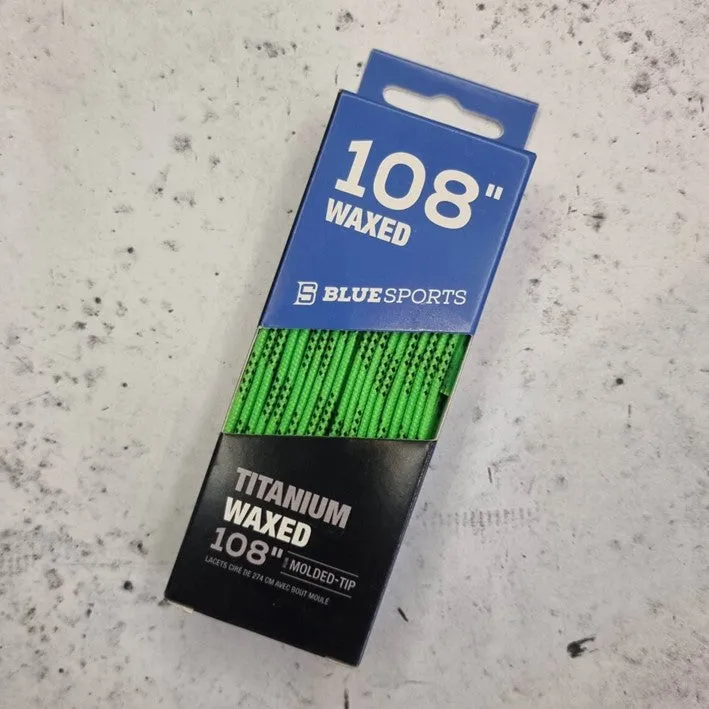 108"
WAXED
BLUESPORTS
TITANIUM
WAXED
108"
MOLDED-TIP
LACETS CIRÉ DE 274 CM AVEC BOUT MOULÉ